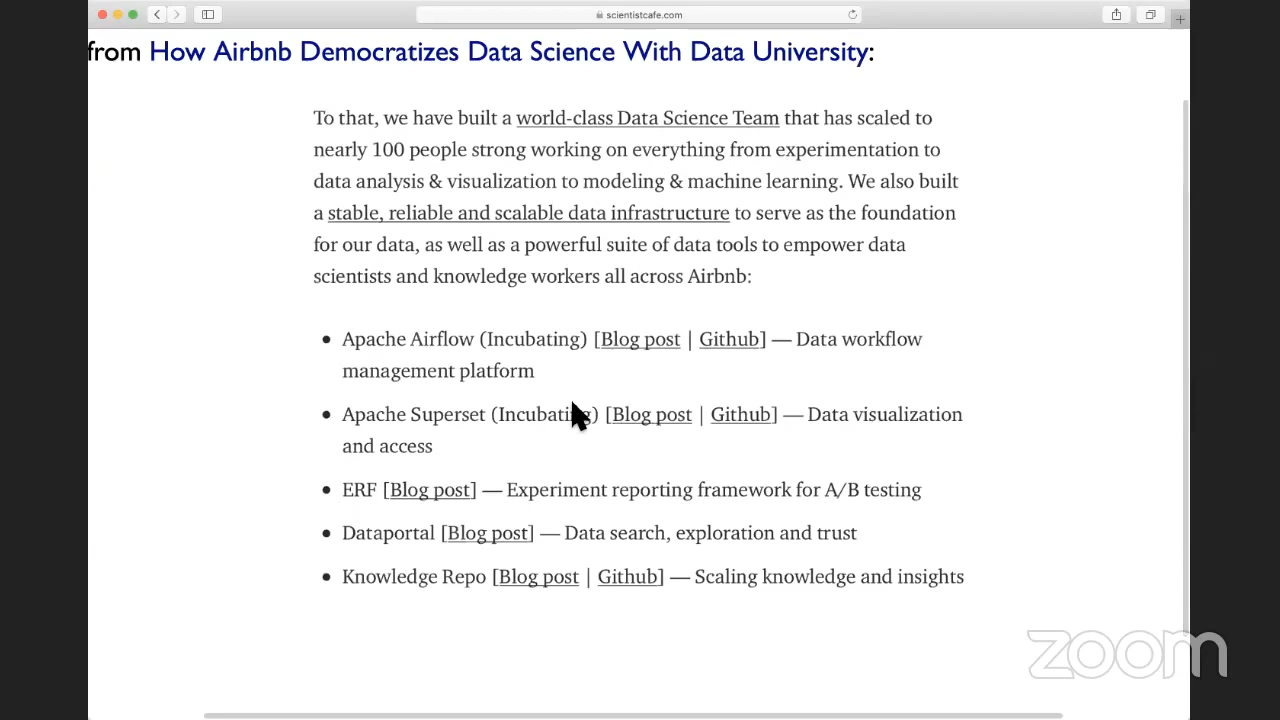 scientistcafe.com
from How Airbnb Democratizes Data Science With Data University:
To that, we have built a world-class Data Science Team that has scaled to
nearly 100 people strong working on everything from experimentation to
data analysis & visualization to modeling & machine learning. We also built
a stable, reliable and scalable data infrastructure to serve as the foundation
for our data, as well as a powerful suite of data tools to empower data
scientists and knowledge workers all across Airbnb:
• Apache Airflow (Incubating) [Blog post | Github] — Data workflow
management platform
• Apache Superset (Incubating) [Blog post | Github] — Data visualization
and access
• ERF [Blog post] — Experiment reporting framework for A/B testing
• Dataportal [Blog post] — Data search, exploration and trust
• Knowledge Repo [Blog post | Github] — Scaling knowledge and insights
zoom